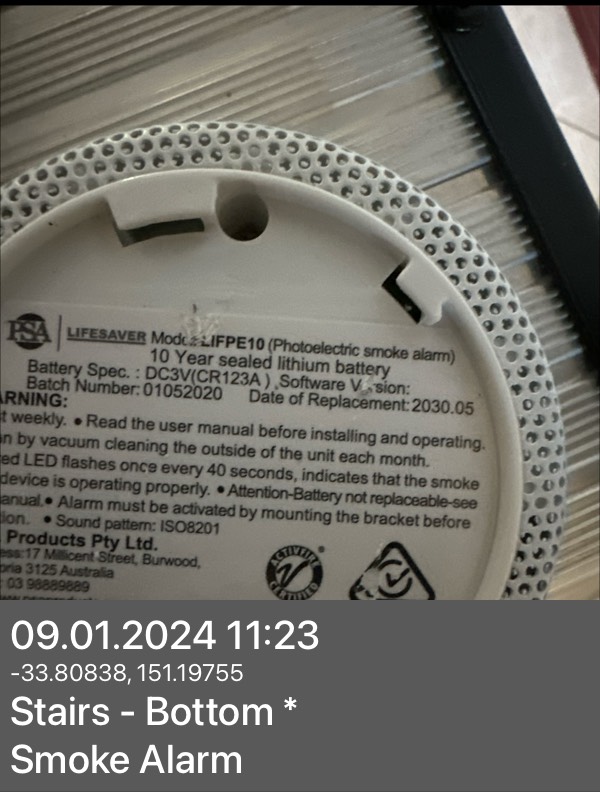 PSA LIFESAVER Model: LIFPE10 (Photoelectric smoke alarm)
10 Year sealed lithium battery
Battery Spec. : DC3V(CR123A ) ,Software Version:
Batch Number: 01052020 Date of Replacement: 2030.05
ARNING:
t weekly. • Read the user manual before installing and operating.
n by vacuum cleaning the outside of the unit each month.
ed LED flashes once every 40 seconds, indicates that the smoke
device is operating properly. • Attention-Battery not replaceable-see
anual.• Alarm must be activated by mounting the bracket before
tion. • Sound pattern: ISO8201
Products Pty Ltd.
ess:17 Millicent Street, Burwood,
oria 3125 Australia
: 03 98889889
ACTIVFIRE
CERTIFIED
09.01.2024 11:23
-33.80838, 151.19755
Stairs - Bottom *
Smoke Alarm